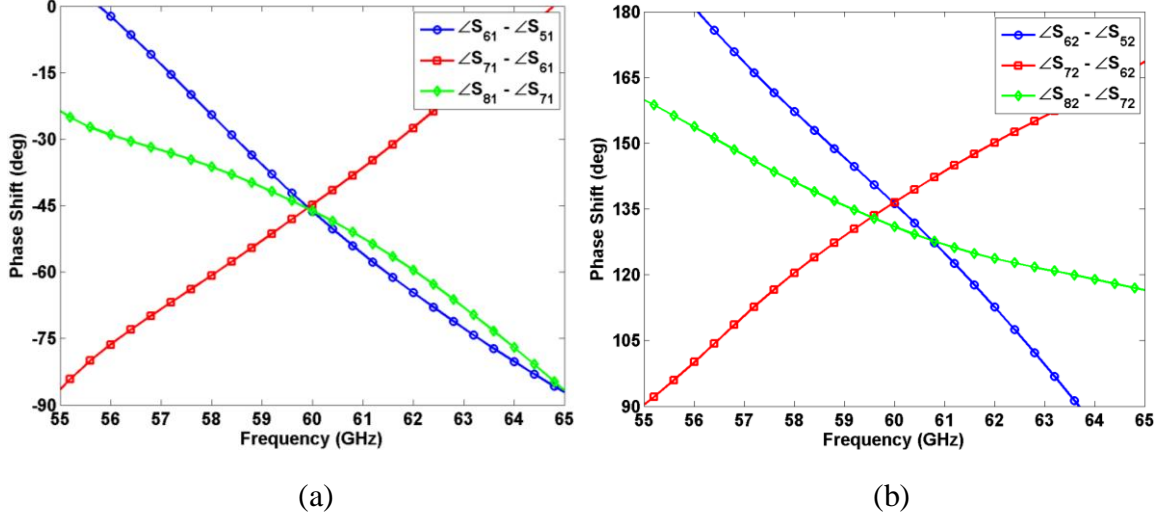 0
-15
-30
-45
-60
-75
-90
Phase Shift (deg)
55 56 57 58 59 60 61 62 63 64 65
Frequency (GHz)
∠S61 - ∠S51
∠S71 - ∠S61
∠S81 - ∠S71
(a)
180
165
150
135
120
105
90
Phase Shift (deg)
55 56 57 58 59 60 61 62 63 64 65
Frequency (GHz)
∠S62 - ∠S52
∠S72 - ∠S62
∠S82 - ∠S72
(b)